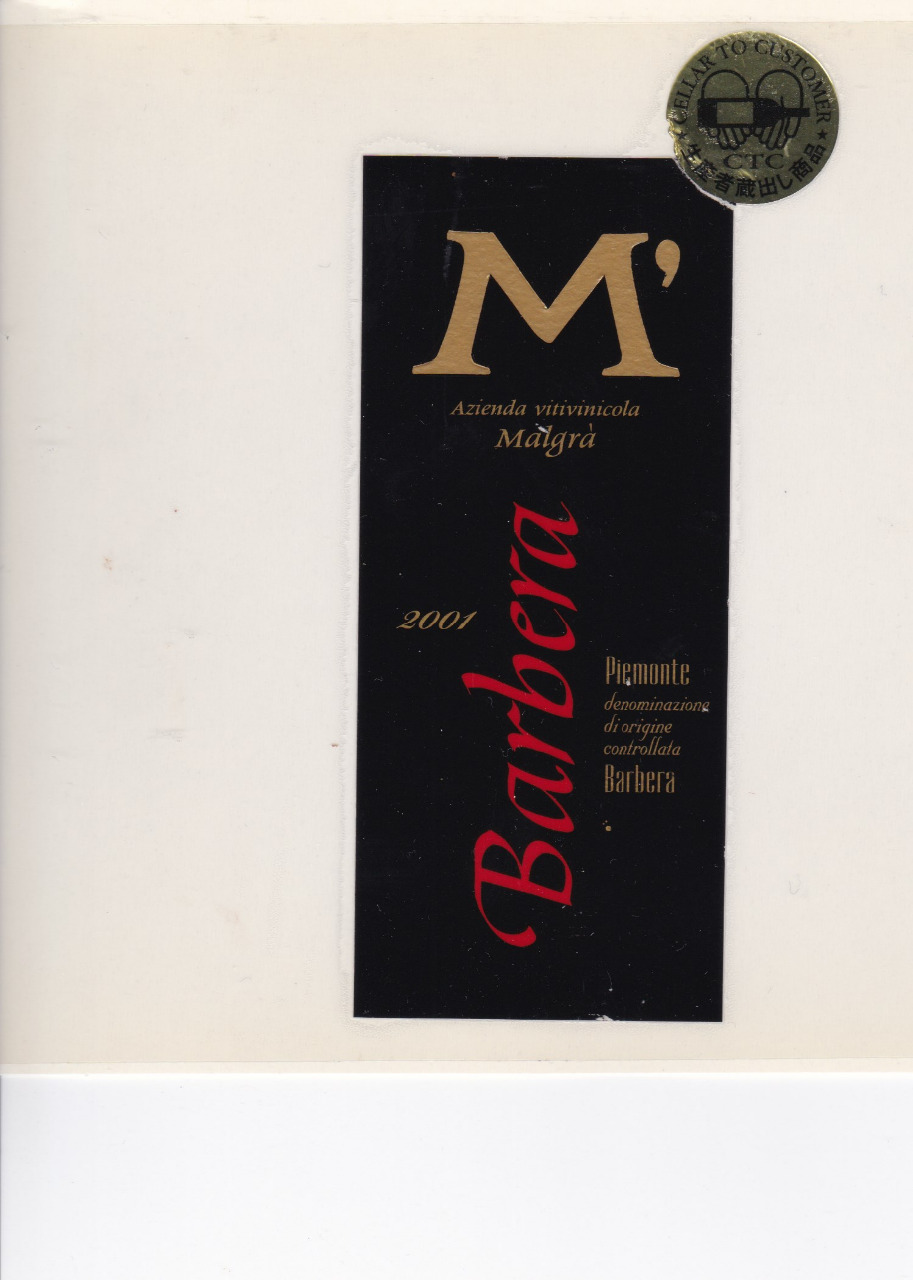 CELLAR TO CUSTOMER
CTC
★生産者蔵出し商品★
M’
Azienda vitivinicola
Malgrà
Barbera
2001
Piemonte
denominazione
di origine
controllata
Barbera